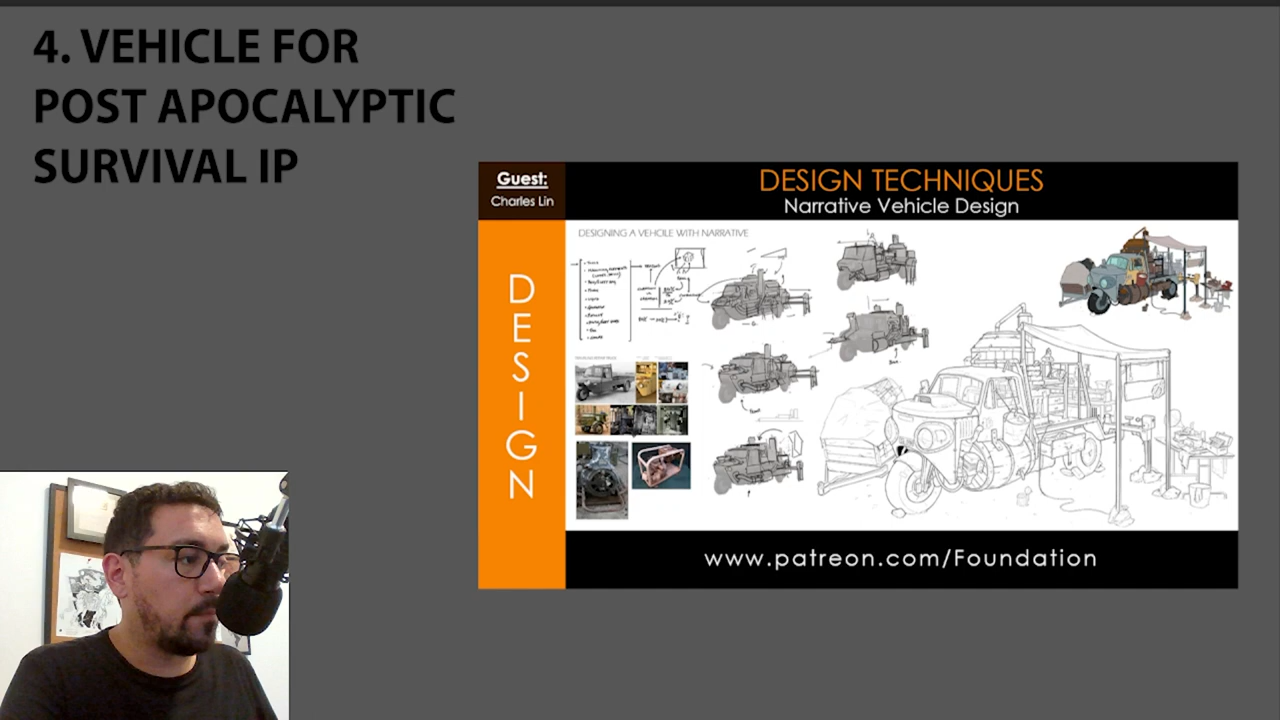 4. VEHICLE FOR
POST APOCALYPTIC
SURVIVAL IP
Guest:
Charles Lin
DESIGN TECHNIQUES
Narrative Vehicle Design
DESIGN
DESIGNING A VEHCILE WITH NARRATIVE
www.patreon.com/Foundation